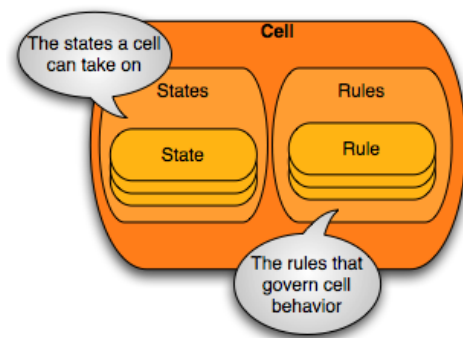 Cell
The states a cell
can take on
States
Rules
State
Rule
The rules that
govern cell
behavior